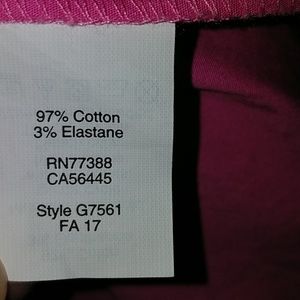 97% Cotton
3% Elastane
RN77388
CA56445
Style G7561
FA 17